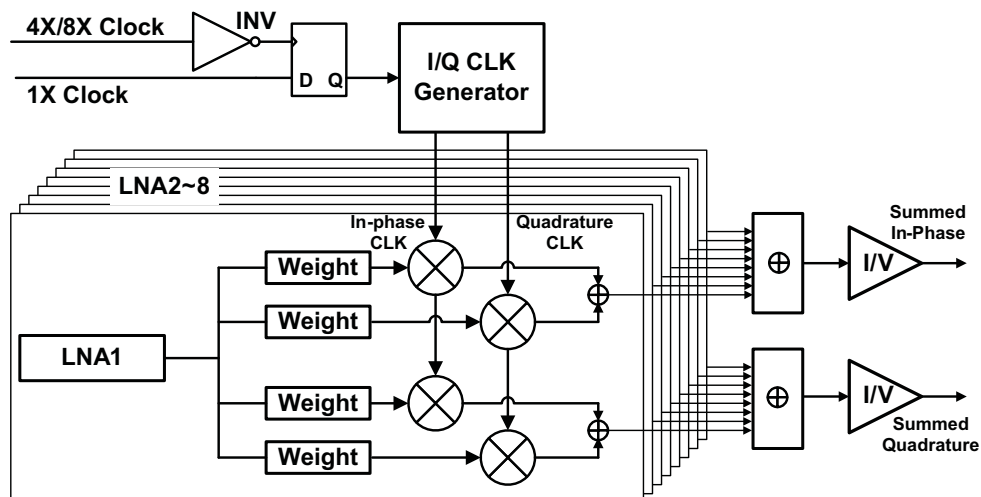 4X/8X Clock
INV
D Q
1X Clock
I/Q CLK
Generator
LNA2~8
In-phase
CLK
Quadrature
CLK
Weight
Weight
LNA1
Weight
Weight
I/V
Summed
In-Phase
I/V
Summed
Quadrature